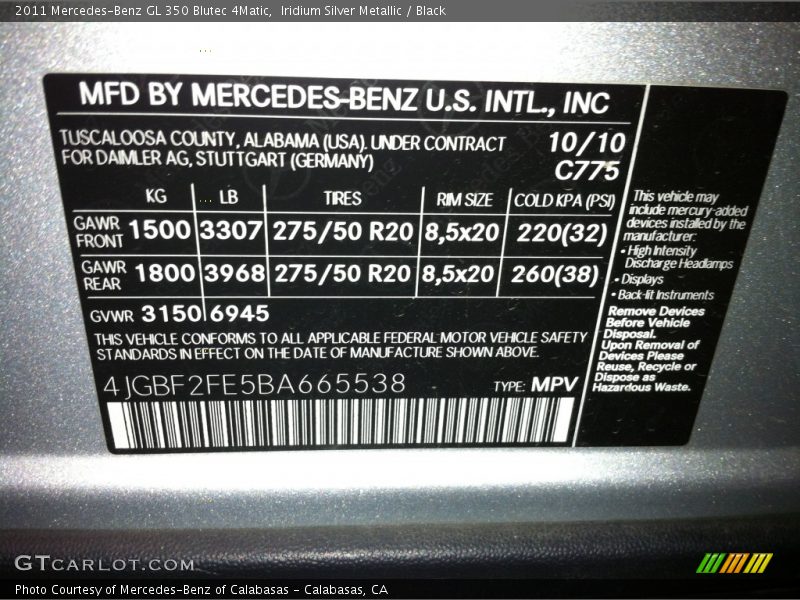 2011 Mercedes-Benz GL 350 Blutec 4Matic,  Iridium Silver Metallic / Black
MFD BY MERCEDES-BENZ U.S. INTL., INC
TUSCALOOSA COUNTY, ALABAMA (USA). UNDER CONTRACT
FOR DAIMLER AG, STUTTGART (GERMANY)
10/10
C775
KG LB TIRES RIM SIZE COLD KPA (PSI)
GAWR FRONT 1500 3307 275/50 R20 8,5x20 220(32)
GAWR REAR 1800 3968 275/50 R20 8,5x20 260(38)
GVWR 3150 6945
THIS VEHICLE CONFORMS TO ALL APPLICABLE FEDERAL MOTOR VEHICLE SAFETY
STANDARDS IN EFFECT ON THE DATE OF MANUFACTURE SHOWN ABOVE.
4JGBF2FE5BA665538 TYPE: MPV
This vehicle may
include mercury-added
devices installed by the
manufacturer:
• High Intensity
Discharge Headlamps
• Displays
• Back-lit Instruments
Remove Devices
Before Vehicle
Disposal.
Upon Removal of
Devices Please
Reuse, Recycle or
Dispose as
Hazardous Waste.
GTCARLOT.COM
Photo Courtesy of Mercedes-Benz of Calabasas - Calabasas, CA